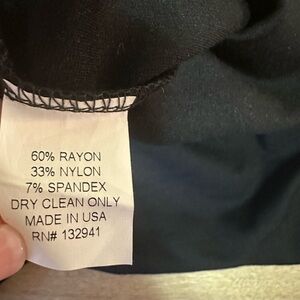 60% RAYON
33% NYLON
7% SPANDEX
DRY CLEAN ONLY
MADE IN USA
RN# 132941